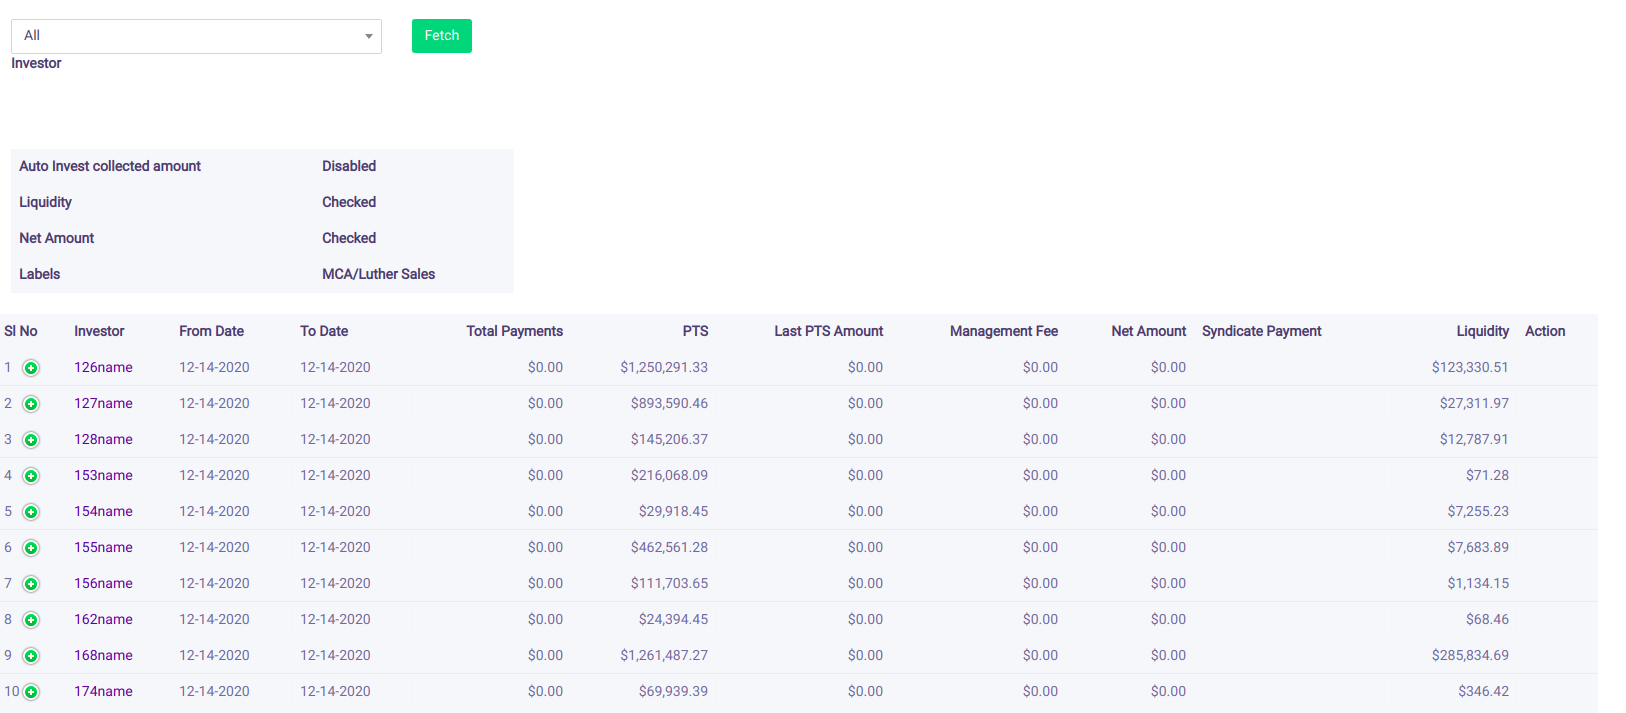 All
Fetch
Investor
Auto Invest collected amount Disabled
Liquidity Checked
Net Amount Checked
Labels MCA/Luther Sales
Sl No Investor From Date To Date Total Payments PTS Last PTS Amount Management Fee Net Amount Syndicate Payment Liquidity Action
1 126name 12-14-2020 12-14-2020 $0.00 $1,250,291.33 $0.00 $0.00 $0.00 $123,330.51
2 127name 12-14-2020 12-14-2020 $0.00 $893,590.46 $0.00 $0.00 $0.00 $27,311.97
3 128name 12-14-2020 12-14-2020 $0.00 $145,206.37 $0.00 $0.00 $0.00 $12,787.91
4 153name 12-14-2020 12-14-2020 $0.00 $216,068.09 $0.00 $0.00 $0.00 $71.28
5 154name 12-14-2020 12-14-2020 $0.00 $29,918.45 $0.00 $0.00 $0.00 $7,255.23
6 155name 12-14-2020 12-14-2020 $0.00 $462,561.28 $0.00 $0.00 $0.00 $7,683.89
7 156name 12-14-2020 12-14-2020 $0.00 $111,703.65 $0.00 $0.00 $0.00 $1,134.15
8 162name 12-14-2020 12-14-2020 $0.00 $24,394.45 $0.00 $0.00 $0.00 $68.46
9 168name 12-14-2020 12-14-2020 $0.00 $1,261,487.27 $0.00 $0.00 $0.00 $285,834.69
10 174name 12-14-2020 12-14-2020 $0.00 $69,939.39 $0.00 $0.00 $0.00 $346.42